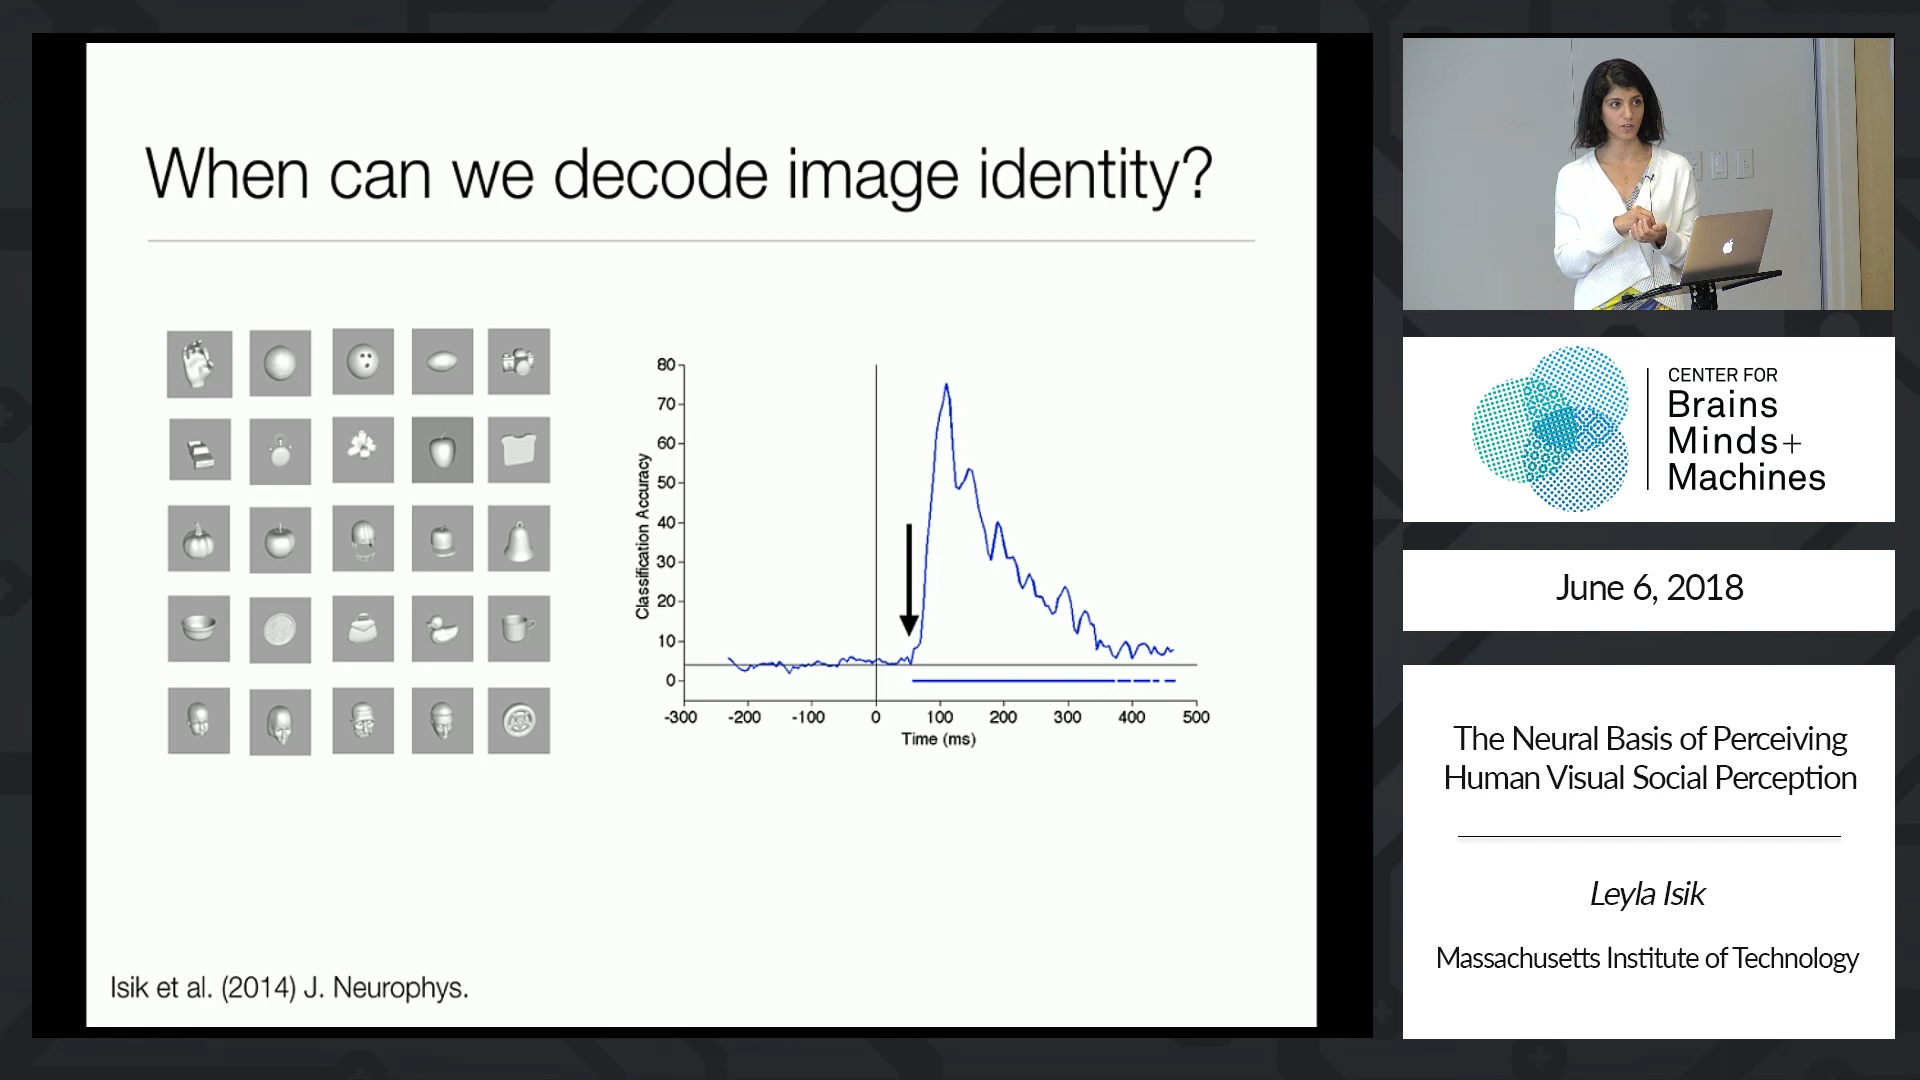 When can we decode image identity?
80
70
60
50
40
30
20
10
0
Classification Accuracy
-300 -200 -100 0 100 200 300 400 500
Time (ms)
Isik et al. (2014) J. Neurophys.
CENTER FOR
Brains
Minds+
Machines
June 6, 2018
The Neural Basis of Perceiving
Human Visual Social Perception
Leyla Isik
Massachusetts Institute of Technology